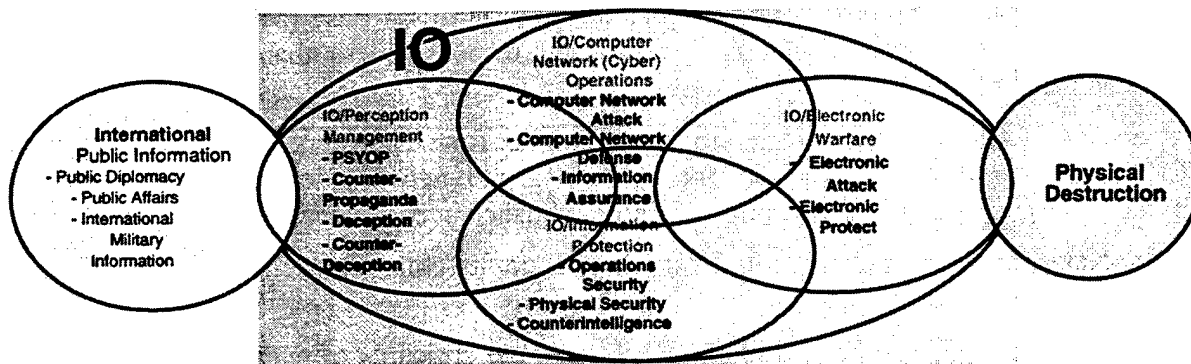 IO
International
Public Information
- Public Diplomacy
- Public Affairs
- International
Military
Information
IO/Perception
Management
- PSYOP
- Counter-
Propaganda
- Deception
- Counter-
Deception
IO/Computer
Network (Cyber)
Operations
- Computer Network
Attack
- Computer Network
Defense
- Information
Assurance
IO/Information
Protection
- Operations
Security
- Physical Security
- Counterintelligence
IO/Electronic
Warfare
- Electronic
Attack
- Electronic
Protect
Physical
Destruction